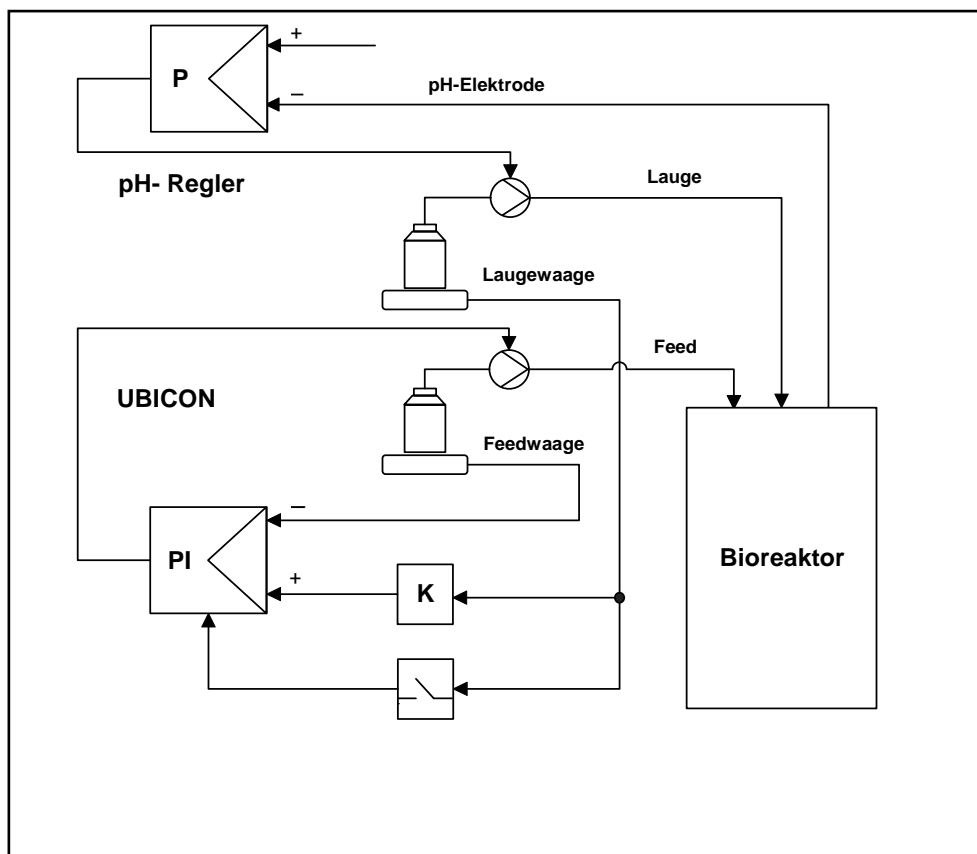 +
P
pH-Elektrode
–
pH- Regler
Lauge
Laugewaage
Feed
UBICON
Feedwaage
–
PI
Bioreaktor
+
K